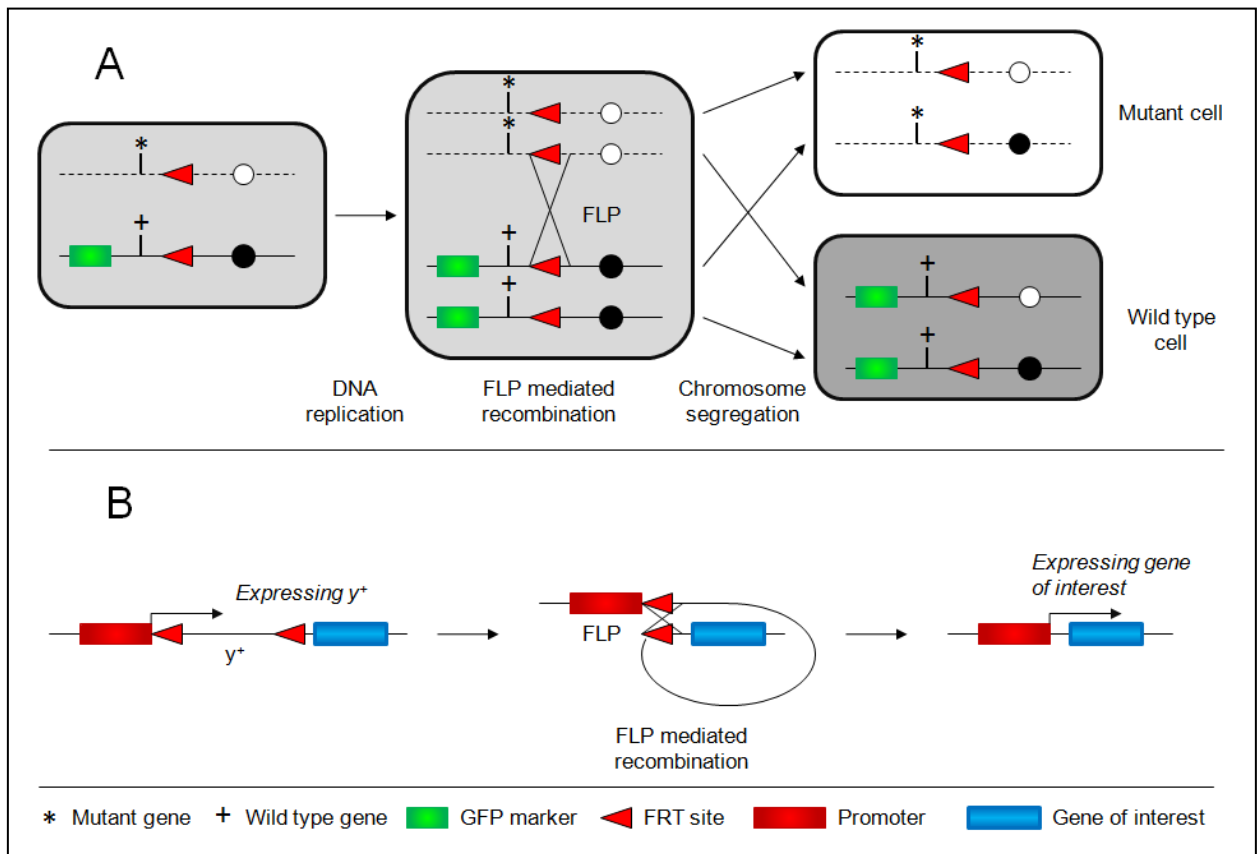 A
*
+
*
*
+
+
FLP
*
*
Mutant cell
+
+
Wild type
cell
DNA
replication
FLP mediated
recombination
Chromosome
segregation
B
Expressing y⁺
y⁺
FLP
FLP mediated
recombination
Expressing gene
of interest
* Mutant gene
+ Wild type gene
GFP marker
FRT site
Promoter
Gene of interest